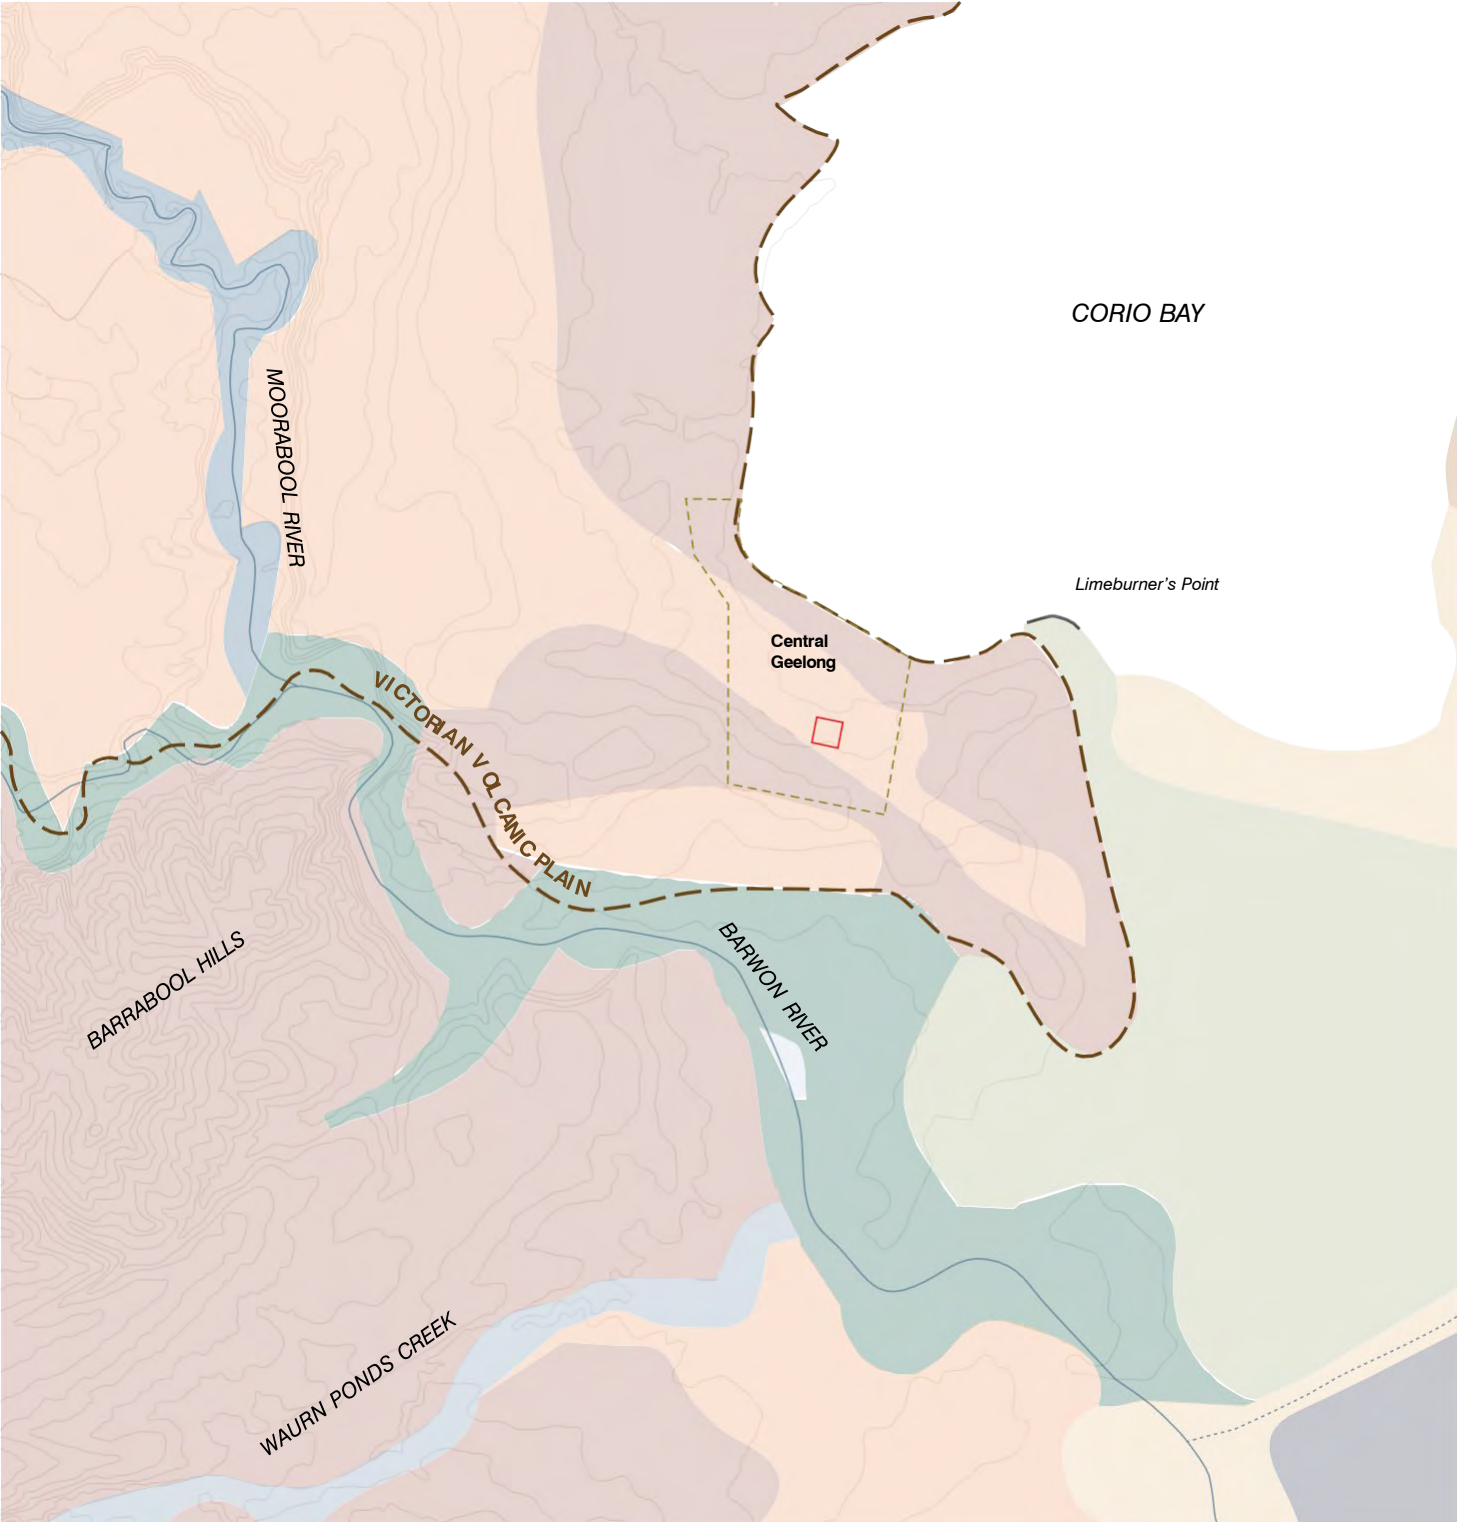 CORIO BAY
MOORABOOL RIVER
Limeburner's Point
Central
Geelong
VICTORIAN VOLCANIC PLAIN
BARWON RIVER
BARRABOOL HILLS
WAURN PONDS CREEK